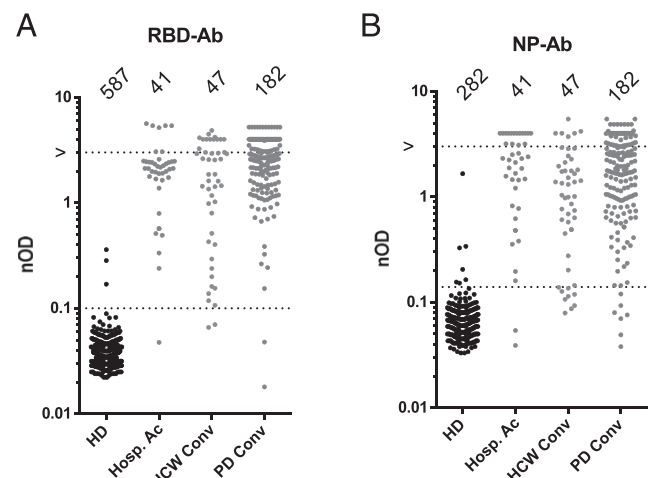 A
RBD-Ab
587 41 47 182
10
>
1
nOD
0.1
0.01
HD Hosp. Ac HCW Conv PD Conv
B
NP-Ab
282 41 47 182
10
>
1
nOD
0.1
0.01
HD Hosp. Ac HCW Conv PD Conv